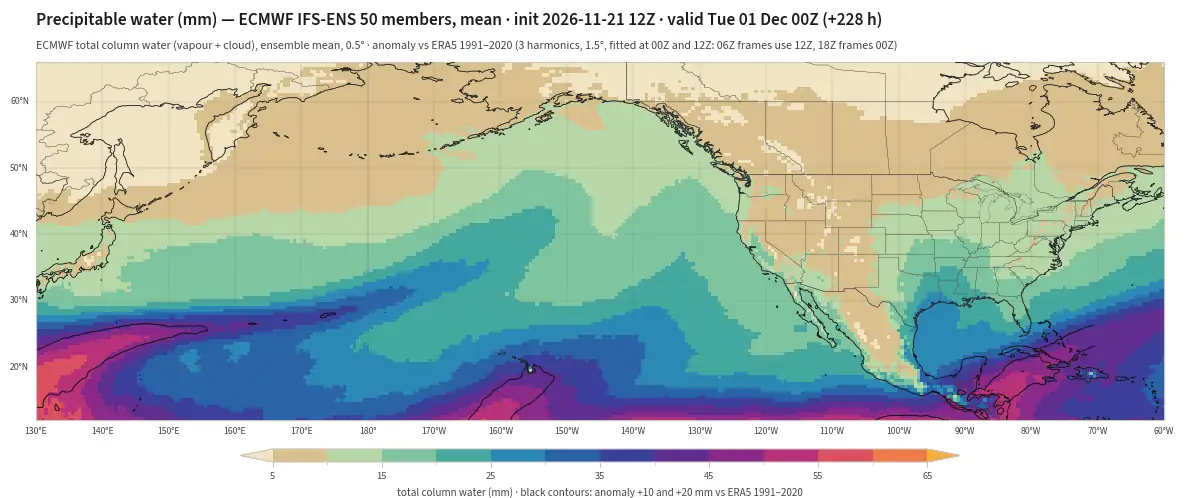 Precipitable water (mm) — ECMWF IFS-ENS 50 members, mean · init 2026-11-21 12Z · valid Tue 01 Dec 00Z (+228 h)
ECMWF total column water (vapour + cloud), ensemble mean, 0.5° · anomaly vs ERA5 1991–2020 (3 harmonics, 1.5°, fitted at 00Z and 12Z: 06Z frames use 12Z, 18Z frames 00Z)
60°N
50°N
40°N
30°N
20°N
130°E 140°E 150°E 160°E 170°E 180° 170°W 160°W 150°W 140°W 130°W 120°W 110°W 100°W 90°W 80°W 70°W 60°W
5 15 25 35 45 55 65
total column water (mm) · black contours: anomaly +10 and +20 mm vs ERA5 1991–2020